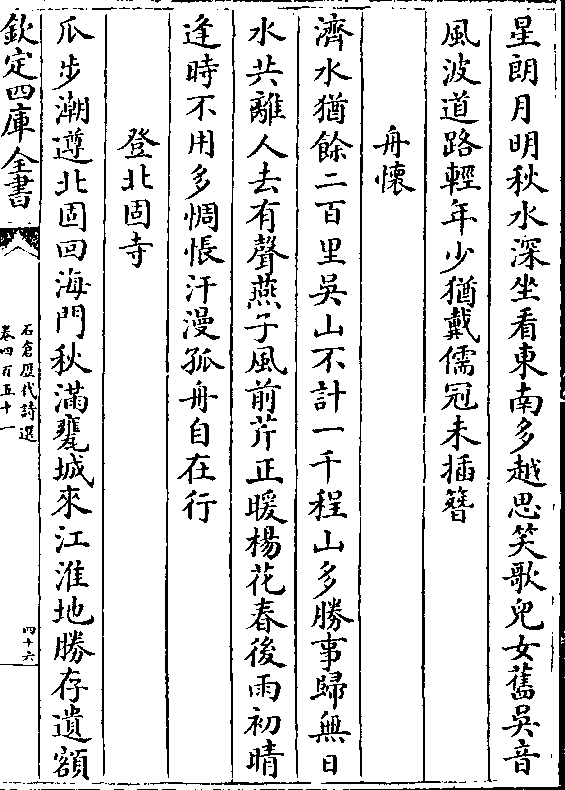 星朗月明秋水深坐看東南多越思笑歌兒女舊吳音
風波道路輕年少猶戴儒冠未插簪
舟懷
濟水猶餘二百里吳山不計一千程山多勝事歸無日
水共離人去有聲燕子風前芹正暖楊花春後雨初晴
逢時不用多惆悵汗漫孤舟自在行
登北固寺
瓜步潮遵北固回海門秋滿甕城來江淮地勝存遺額
欽定四庫全書
石倉歷代詩選
卷四百五十一
四十六